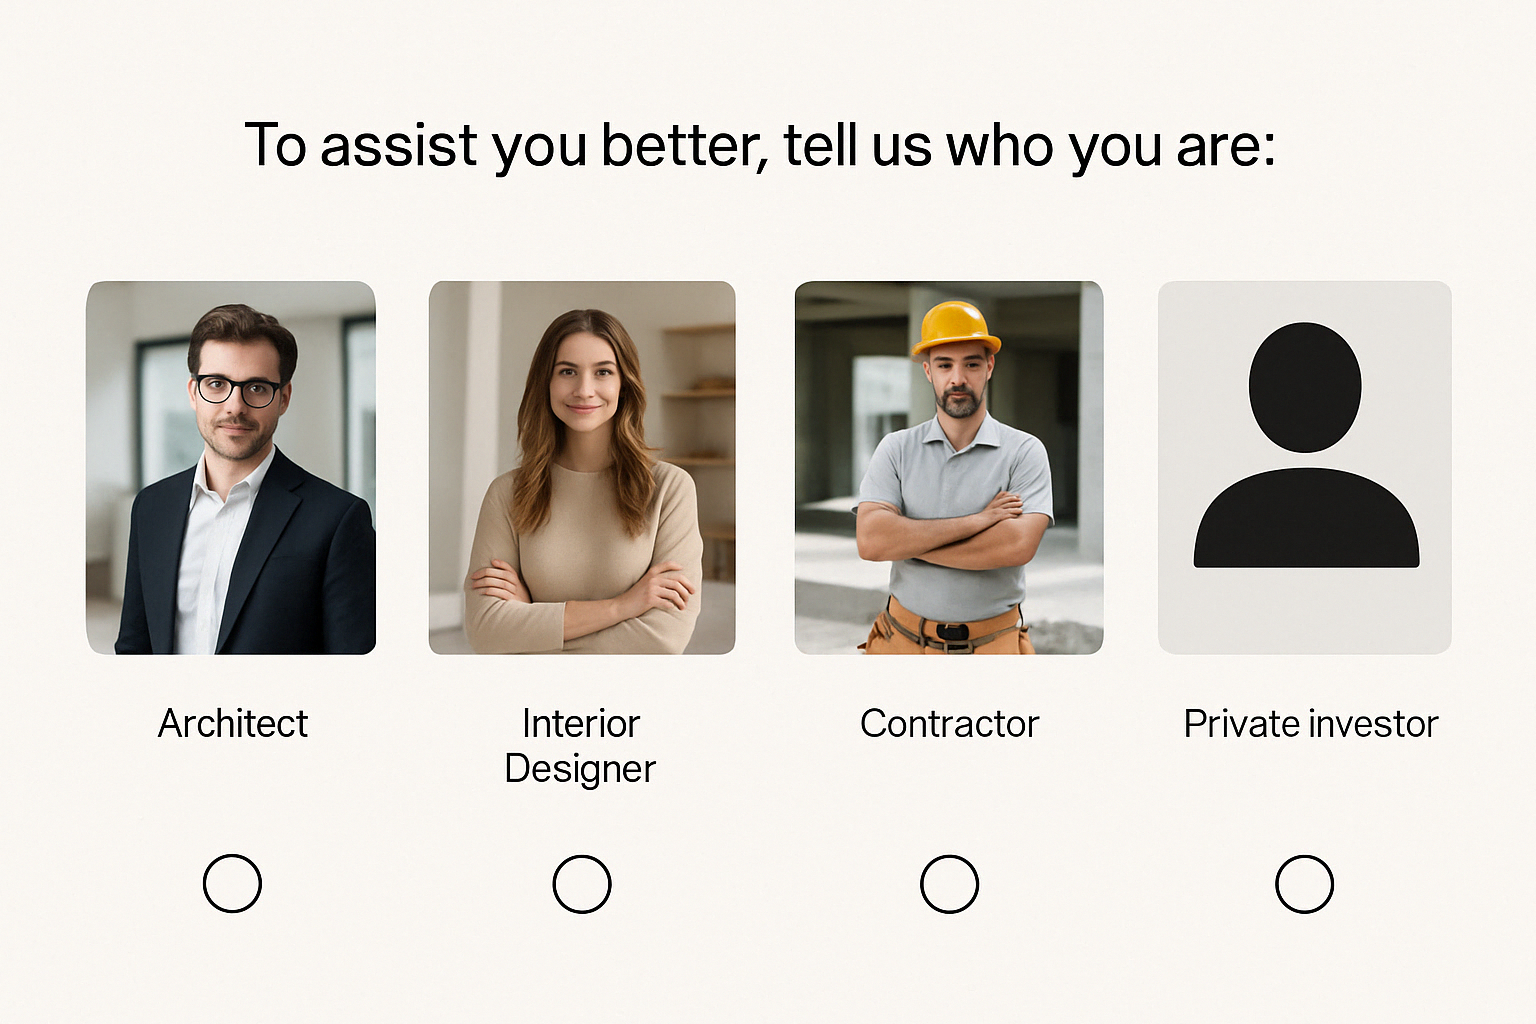 To assist you better, tell us who you are:
Architect
Interior
Designer
Contractor
Private investor